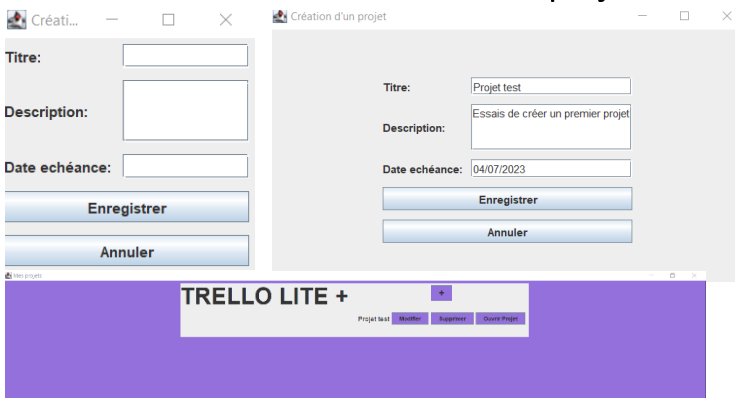 Créati...
Titre:
Description:
Date echéance:
Enregistrer
Annuler
Création d'un projet
Titre: Projet test
Description: Essais de créer un premier projet
Date echéance: 04/07/2023
Enregistrer
Annuler
Mes projets
TRELLO LITE + +
Projet test Modifier Supprimer Ouvrir Projet